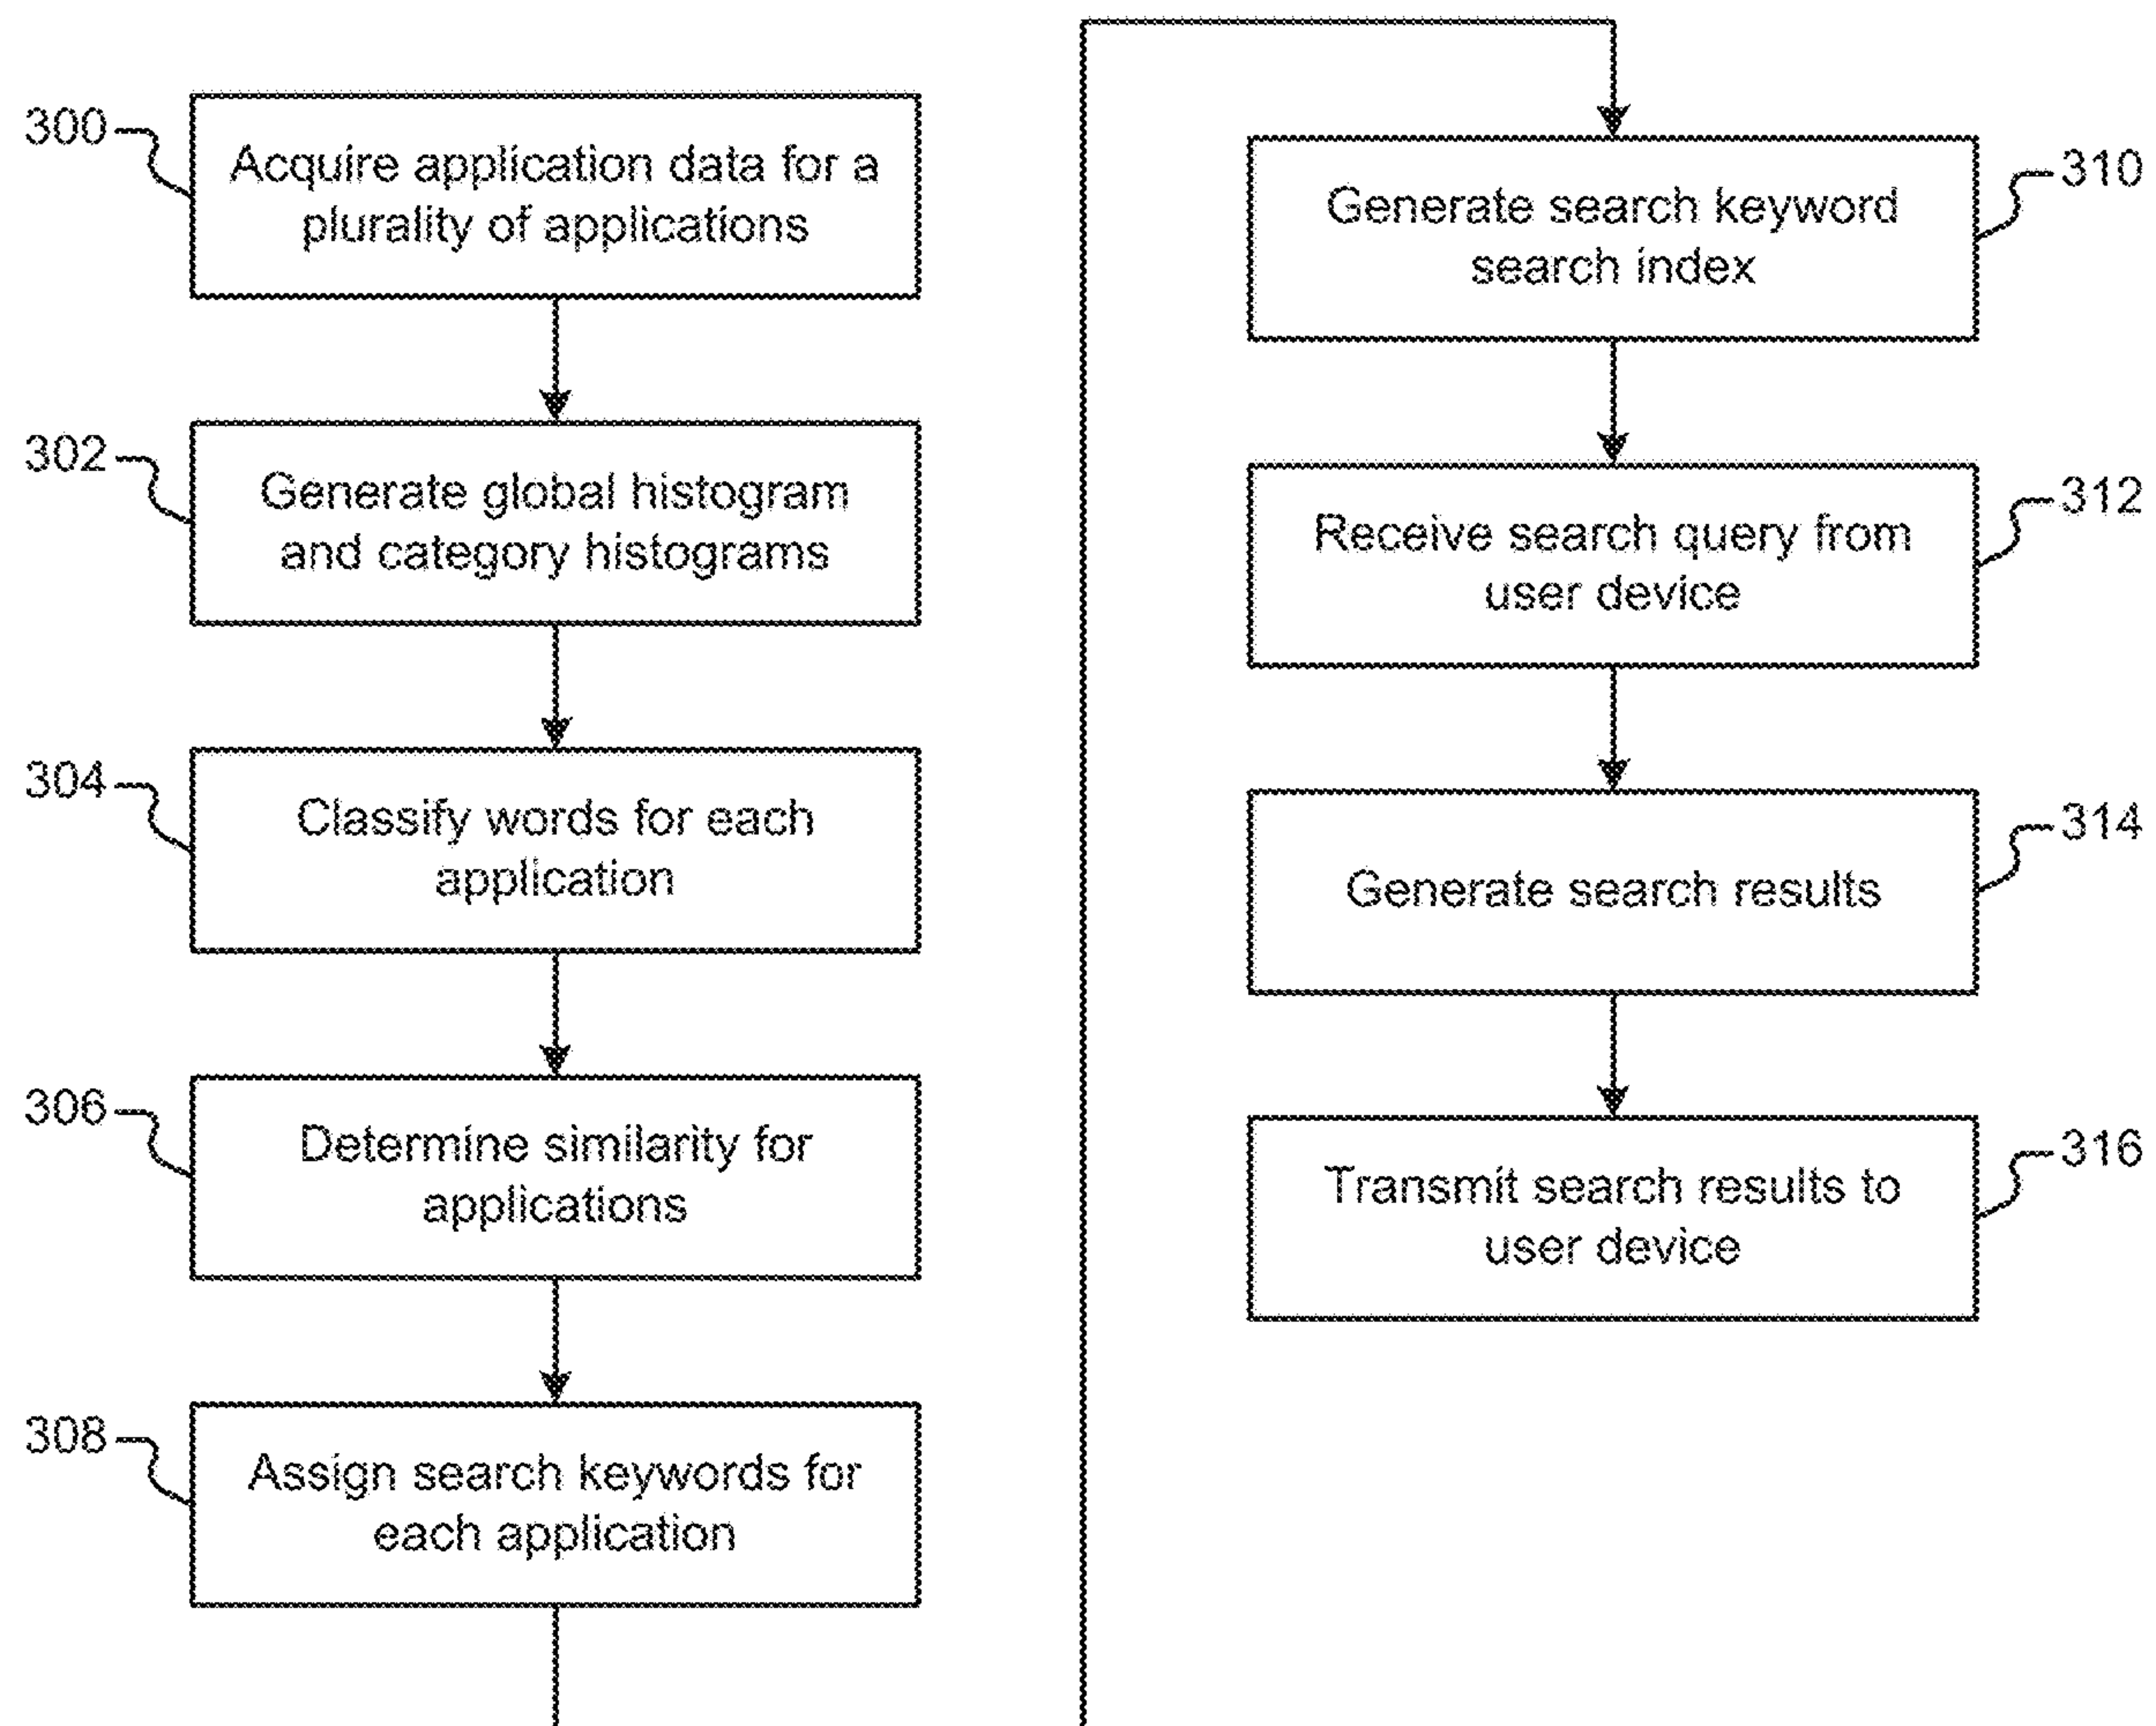 300
Acquire application data for a
plurality of applications
302
Generate global histogram
and category histograms
304
Classify words for each
application
306
Determine similarity for
applications
308
Assign search keywords for
each application
310
Generate search keyword
search index
312
Receive search query from
user device
314
Generate search results
316
Transmit search results to
user device